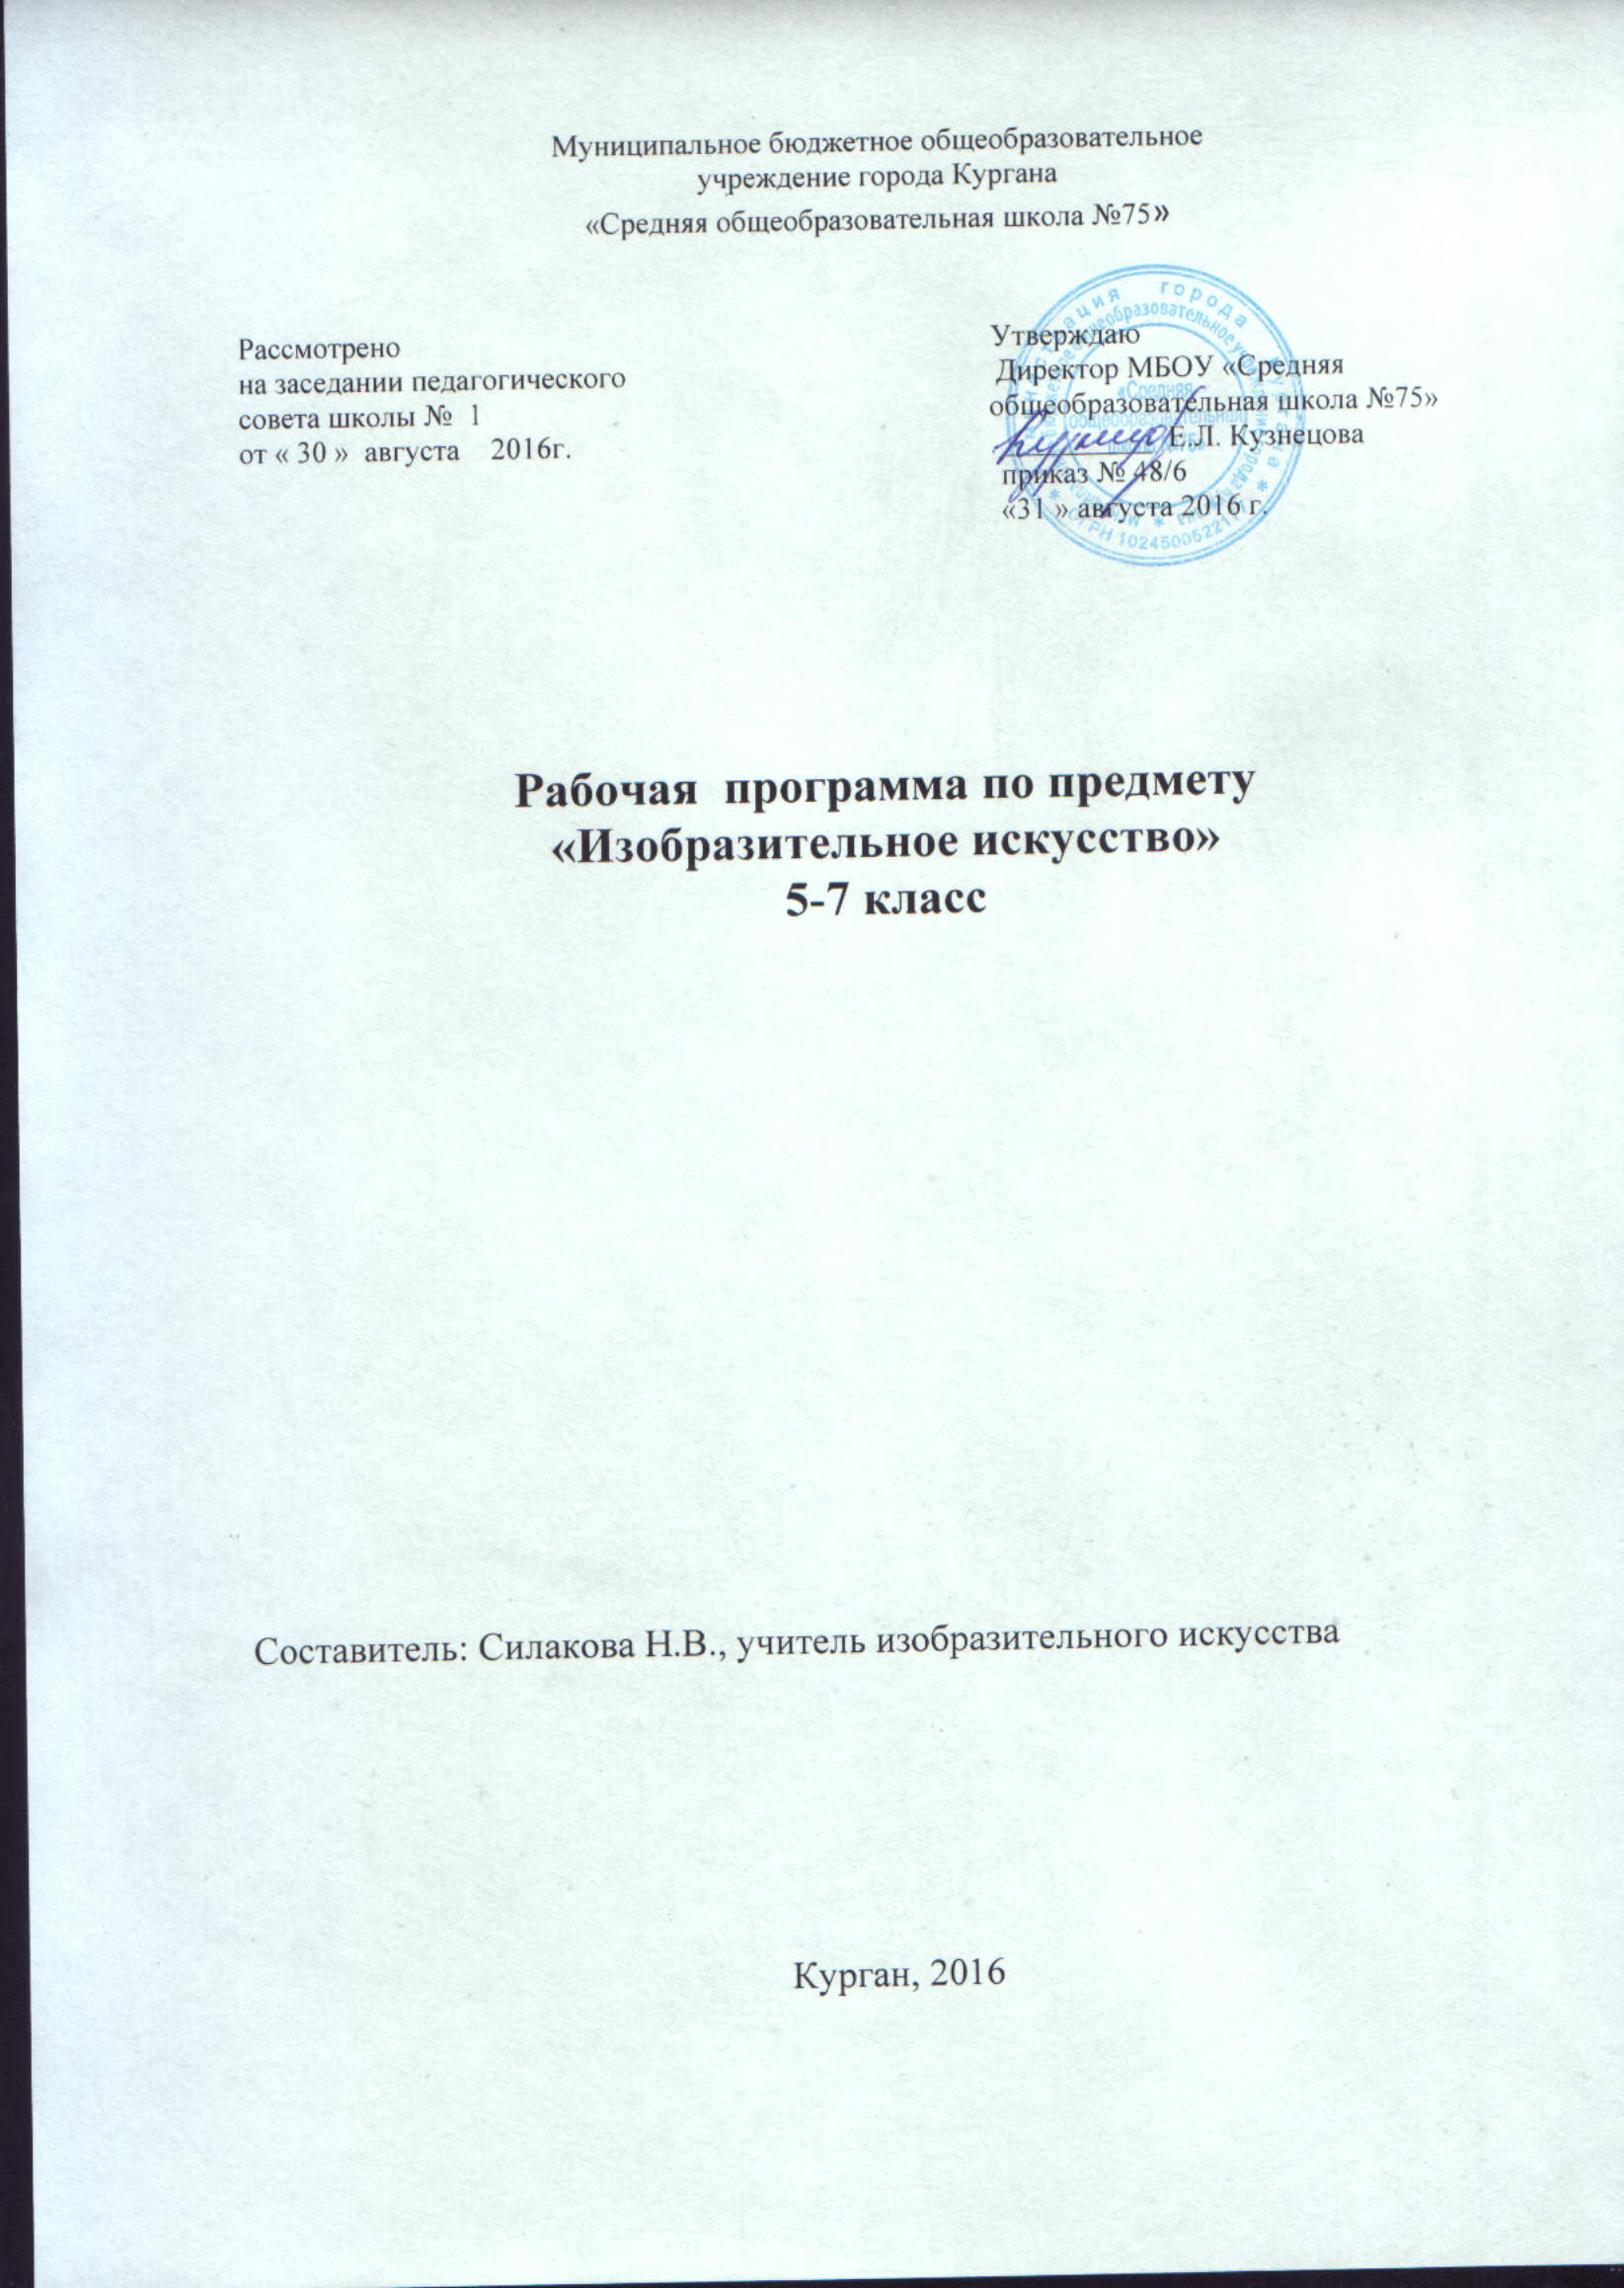 Муниципальное бюджетное общеобразовательное
учреждение города Кургана
«Средняя общеобразовательная школа №75»
Рассмотрено
на заседании педагогического
совета школы № 1
от « 30 » августа 2016г.
Утверждаю
Директор МБОУ «Средняя
общеобразовательная школа №75»
Е.Л. Кузнецова
приказ № 48/6
«31 » августа 2016 г.
города
«Средняя
Рабочая программа по предмету
«Изобразительное искусство»
5-7 класс
Составитель: Силакова Н.В., учитель изобразительного искусства
Курган, 2016